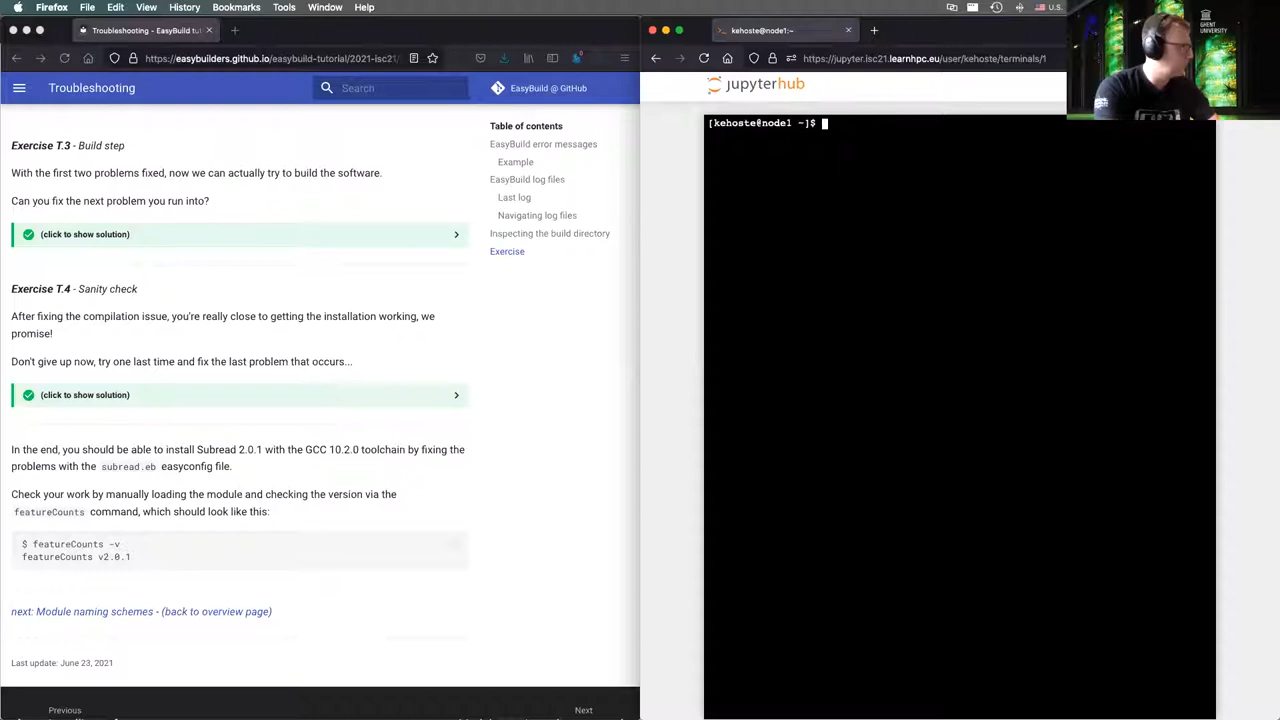 Firefox File Edit View History Bookmarks Tools Window Help
U.S.
Troubleshooting - EasyBuild tut
https://easybuilders.github.io/easybuild-tutorial/2021-isc21/
Troubleshooting
Search
EasyBuild @ GitHub
Exercise T.3 - Build step
With the first two problems fixed, now we can actually try to build the software.
Can you fix the next problem you run into?
(click to show solution)
Exercise T.4 - Sanity check
After fixing the compilation issue, you're really close to getting the installation working, we
promise!
Don't give up now, try one last time and fix the last problem that occurs...
(click to show solution)
In the end, you should be able to install Subread 2.0.1 with the GCC 10.2.0 toolchain by fixing the
problems with the subread.eb easyconfig file.
Check your work by manually loading the module and checking the version via the
featureCounts command, which should look like this:
$ featureCounts -v
featureCounts v2.0.1
next: Module naming schemes - (back to overview page)
Last update: June 23, 2021
Previous
Next
Table of contents
EasyBuild error messages
Example
EasyBuild log files
Last log
Navigating log files
Inspecting the build directory
Exercise
kehoste@node1:~
https://jupyter.isc21.learnhpc.eu/user/kehoste/terminals/1
jupyterhub
[kehoste@node1 ~]$
GHENT
UNIVERSITY